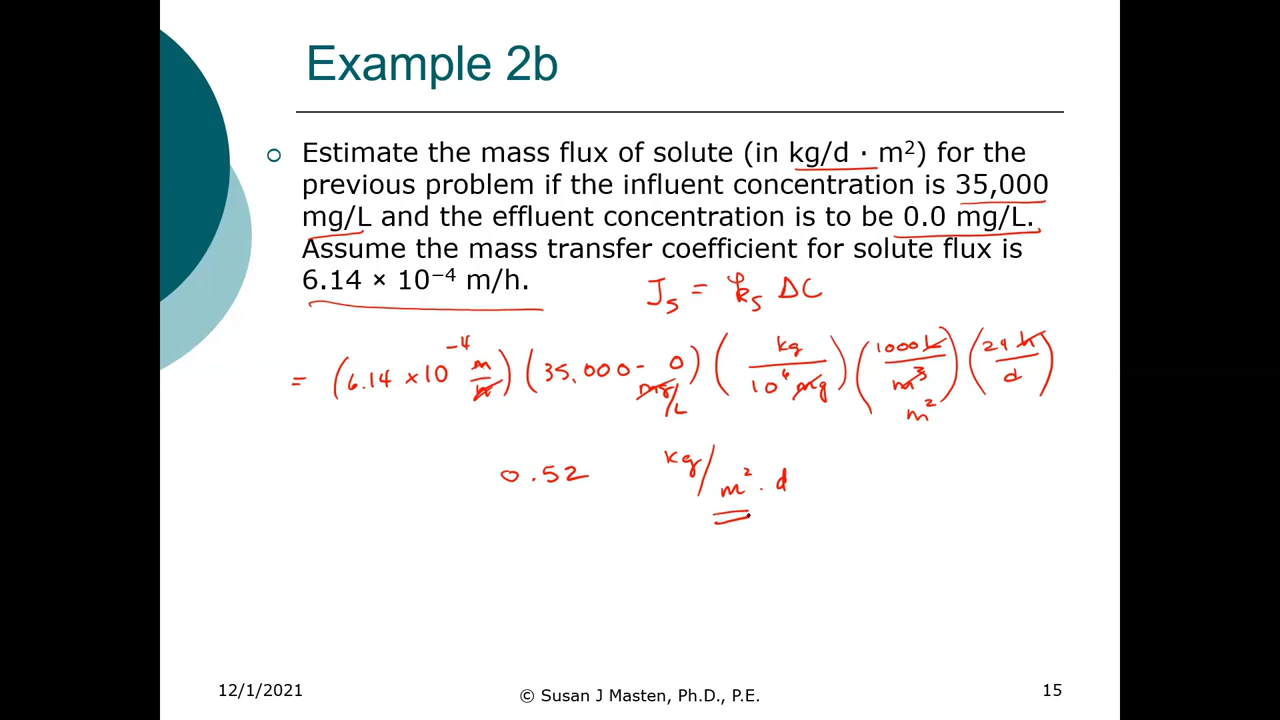 Example 2b
Estimate the mass flux of solute (in kg/d · m²) for the
previous problem if the influent concentration is 35,000
mg/L and the effluent concentration is to be 0.0 mg/L.
Assume the mass transfer coefficient for solute flux is
6.14 × 10⁻⁴ m/h.
J_s = k_s ΔC
= (6.14 × 10⁻⁴ m/h) (35,000 - 0 mg/L) (kg/10⁶ mg) (1000 L/m³ m²) (24 h/d)
0.52 kg/m² · d
12/1/2021
© Susan J Masten, Ph.D., P.E.
15